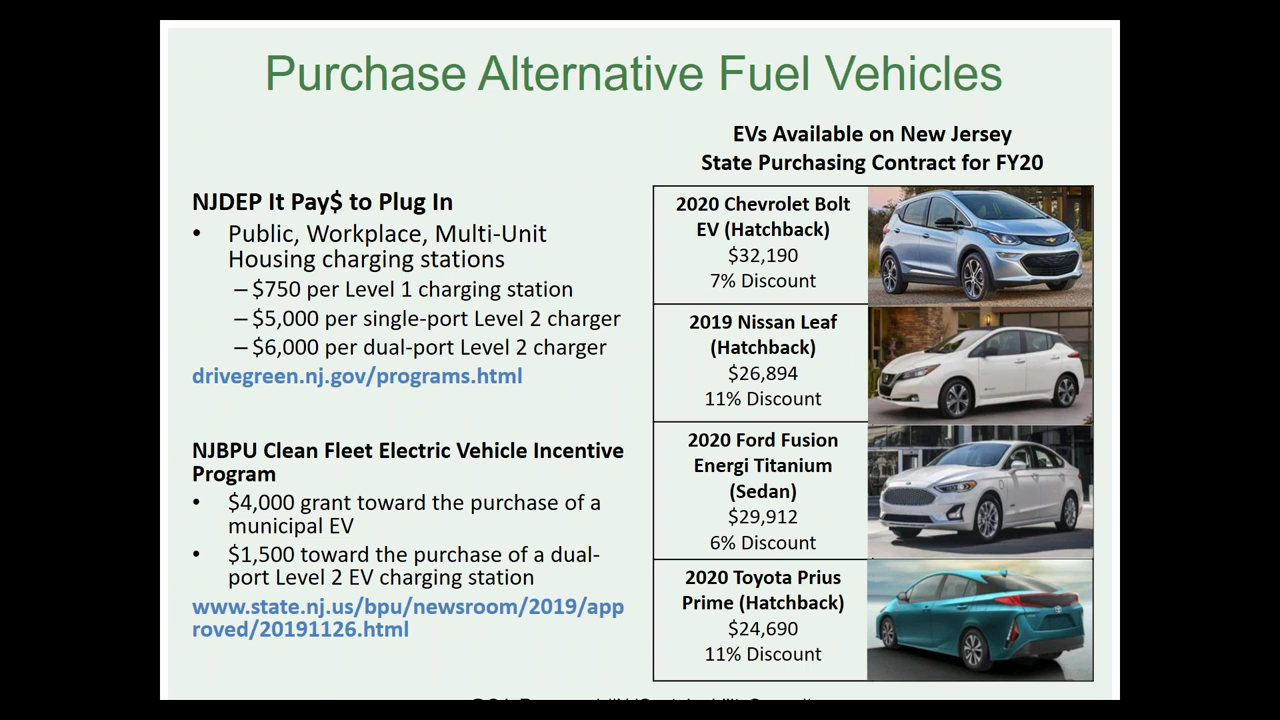 Purchase Alternative Fuel Vehicles
NJDEP It Pay$ to Plug In
• Public, Workplace, Multi-Unit
Housing charging stations
– $750 per Level 1 charging station
– $5,000 per single-port Level 2 charger
– $6,000 per dual-port Level 2 charger
drivegreen.nj.gov/programs.html
NJBPU Clean Fleet Electric Vehicle Incentive
Program
• $4,000 grant toward the purchase of a
municipal EV
• $1,500 toward the purchase of a dual-
port Level 2 EV charging station
www.state.nj.us/bpu/newsroom/2019/app
roved/20191126.html
EVs Available on New Jersey
State Purchasing Contract for FY20
2020 Chevrolet Bolt
EV (Hatchback)
$32,190
7% Discount
2019 Nissan Leaf
(Hatchback)
$26,894
11% Discount
2020 Ford Fusion
Energi Titanium
(Sedan)
$29,912
6% Discount
2020 Toyota Prius
Prime (Hatchback)
$24,690
11% Discount